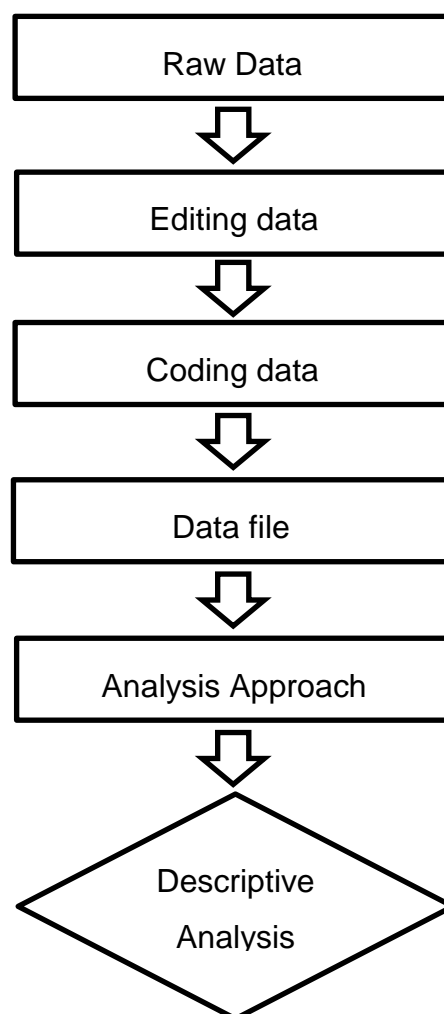 Raw Data
Editing data
Coding data
Data file
Analysis Approach
Descriptive
Analysis